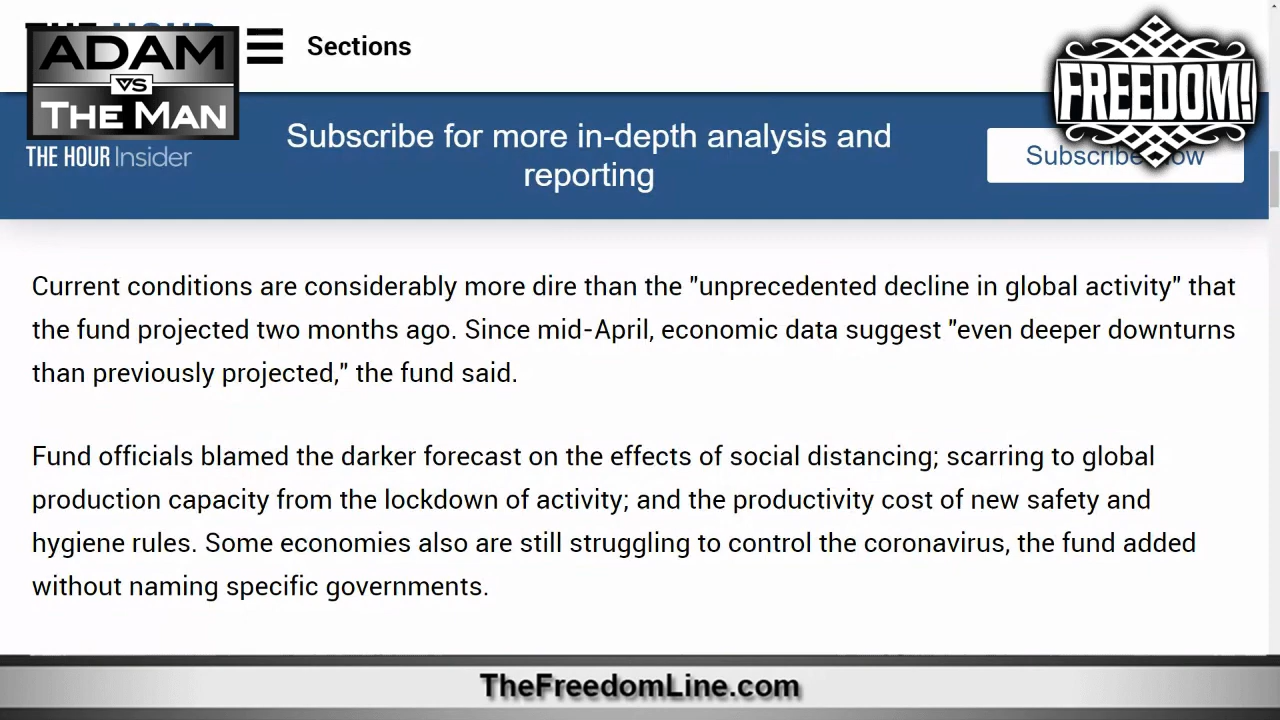 THE HOUR
ADAM
VS
THE MAN
Sections
FREEDOM!
THE HOUR Insider
Subscribe for more in-depth analysis and
reporting
Subscribe Now
Current conditions are considerably more dire than the "unprecedented decline in global activity" that
the fund projected two months ago. Since mid-April, economic data suggest "even deeper downturns
than previously projected," the fund said.
Fund officials blamed the darker forecast on the effects of social distancing; scarring to global
production capacity from the lockdown of activity; and the productivity cost of new safety and
hygiene rules. Some economies also are still struggling to control the coronavirus, the fund added
without naming specific governments.
TheFreedomLine.com